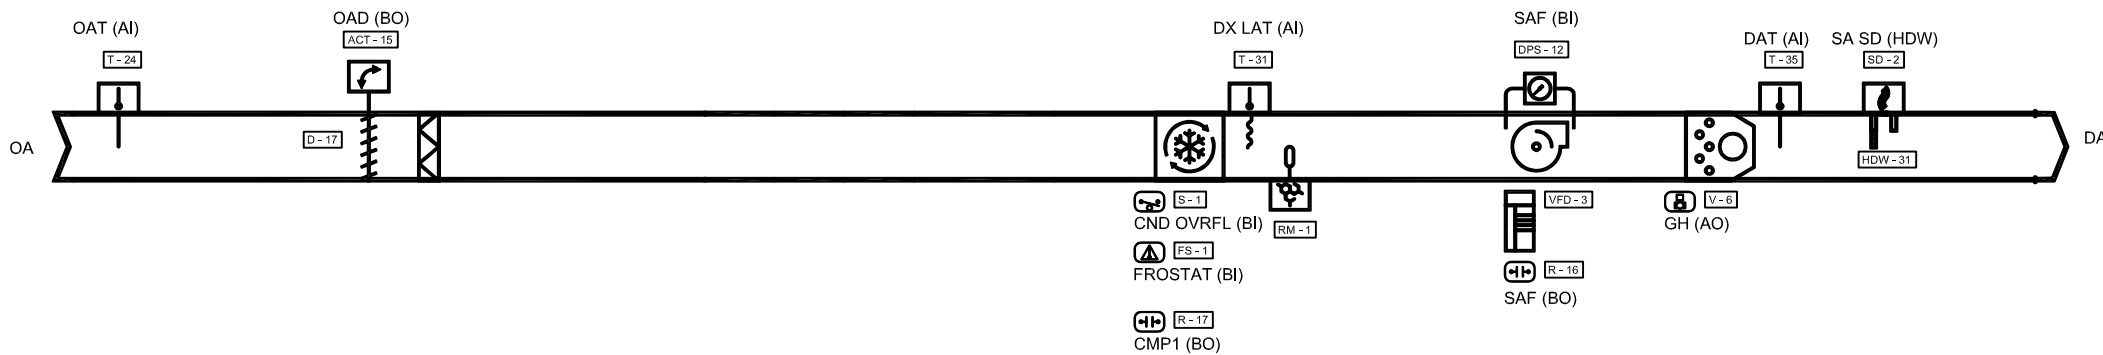 OAT (AI)
T - 24
OAD (BO)
ACT - 15
DX LAT (AI)
T - 31
SAF (BI)
DPS - 12
DAT (AI)
T - 35
SA SD (HDW)
SD - 2
OA
D - 17
DA
HDW - 31
S - 1
CND OVRFL (BI)
RM - 1
FS - 1
FROSTAT (BI)
R - 17
CMP1 (BO)
VFD - 3
R - 16
SAF (BO)
V - 6
GH (AO)